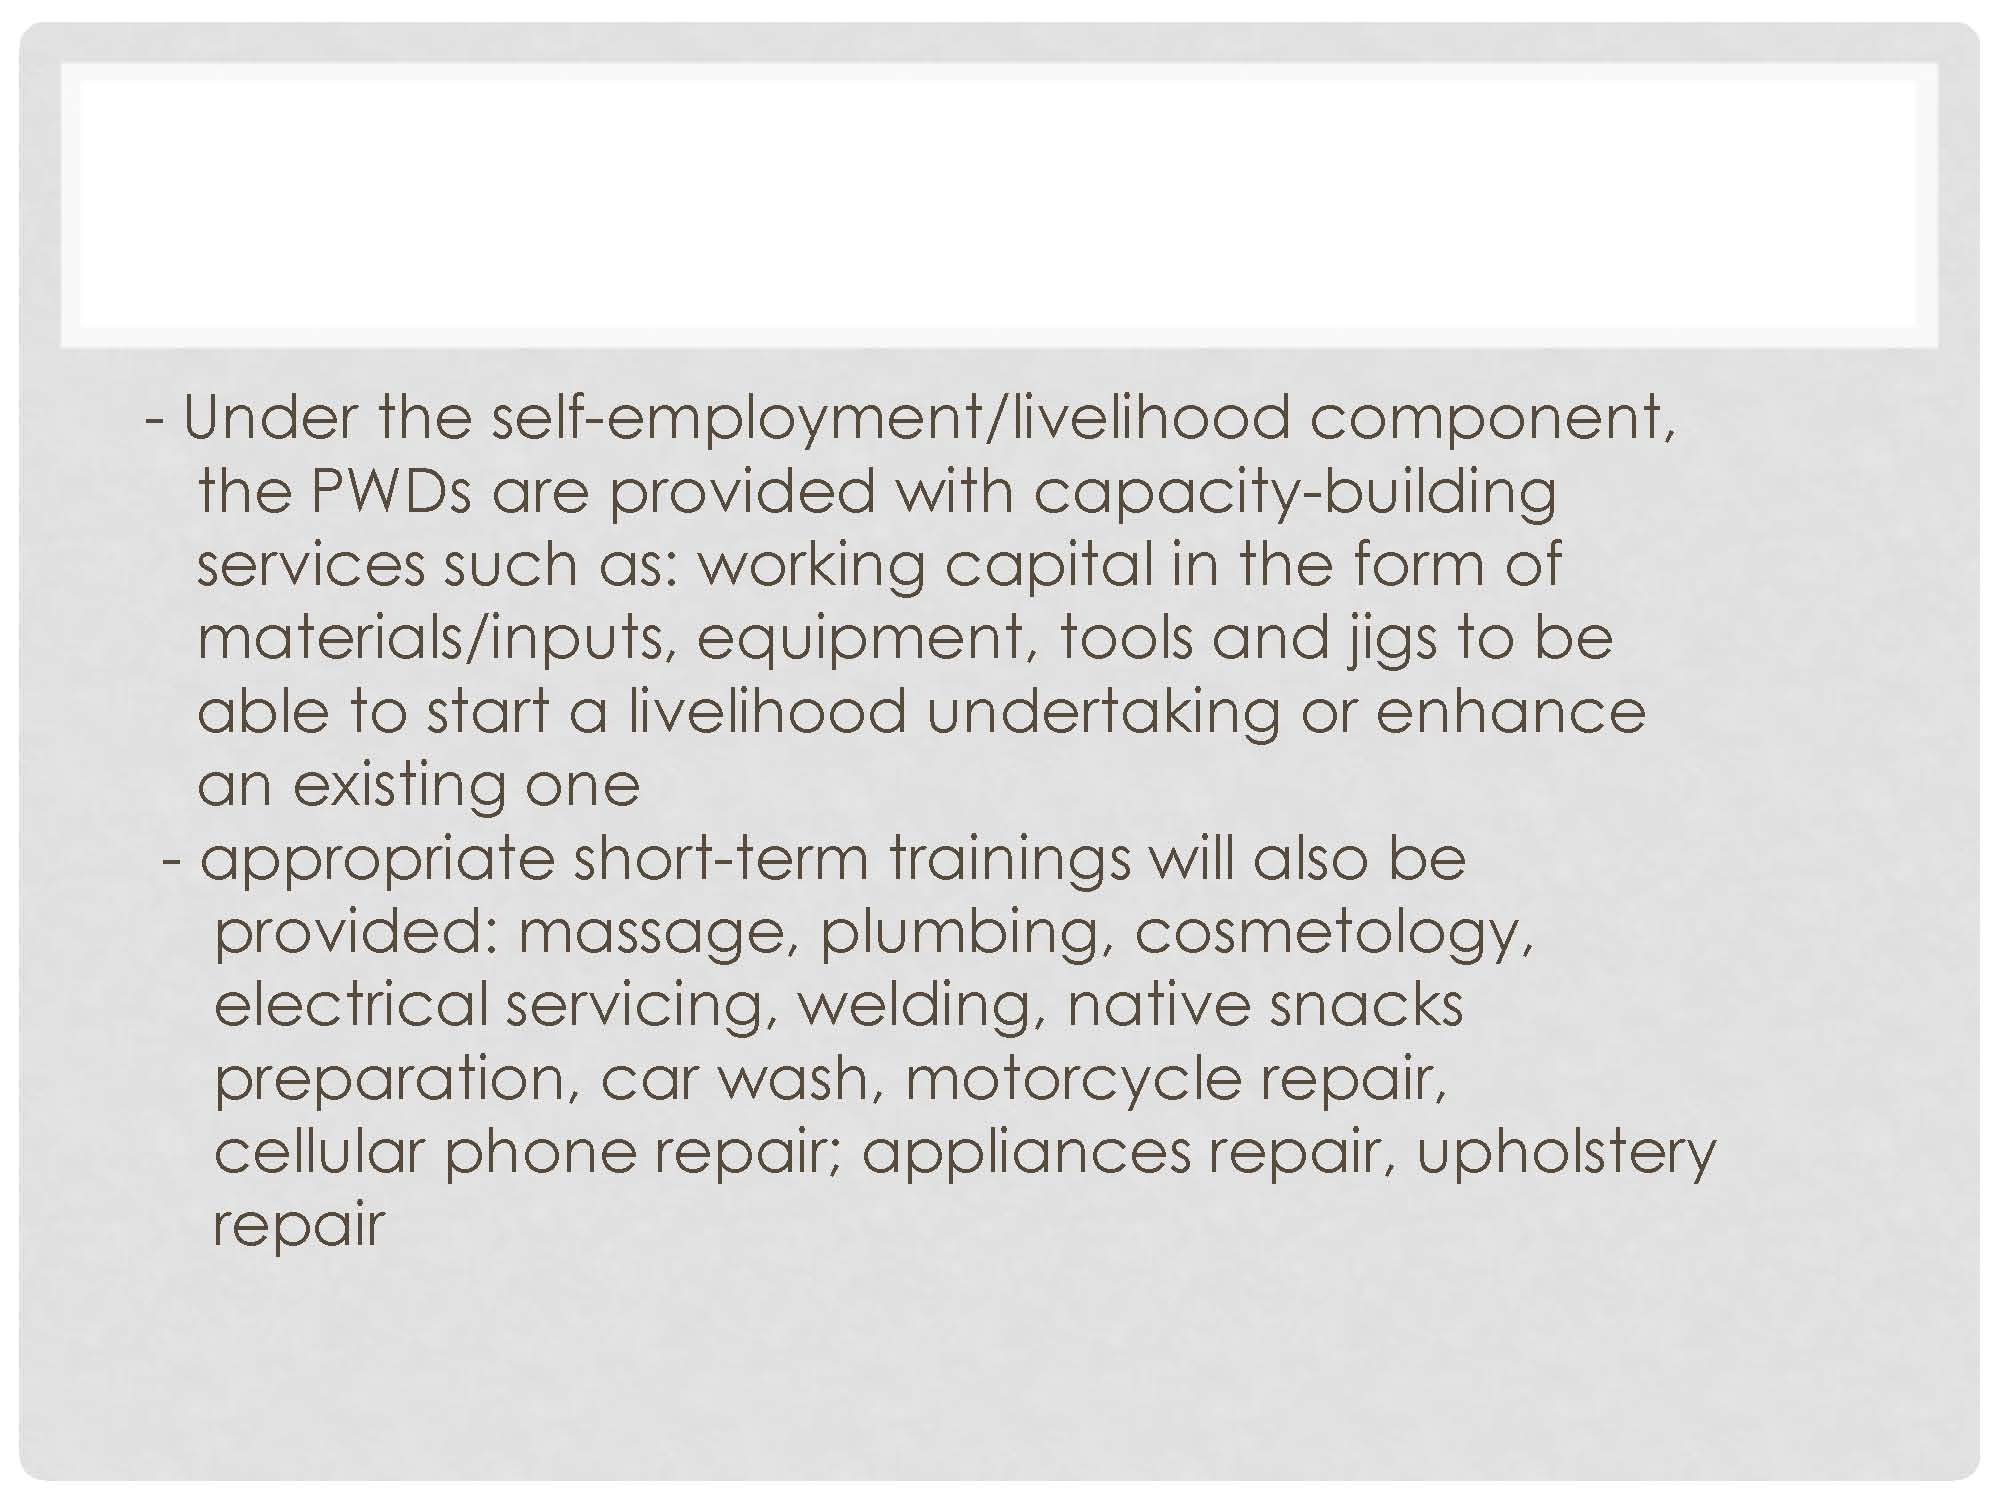 - Under the self-employment/livelihood component,
the PWDs are provided with capacity-building
services such as: working capital in the form of
materials/inputs, equipment, tools and jigs to be
able to start a livelihood undertaking or enhance
an existing one
- appropriate short-term trainings will also be
provided: massage, plumbing, cosmetology,
electrical servicing, welding, native snacks
preparation, car wash, motorcycle repair,
cellular phone repair; appliances repair, upholstery
repair